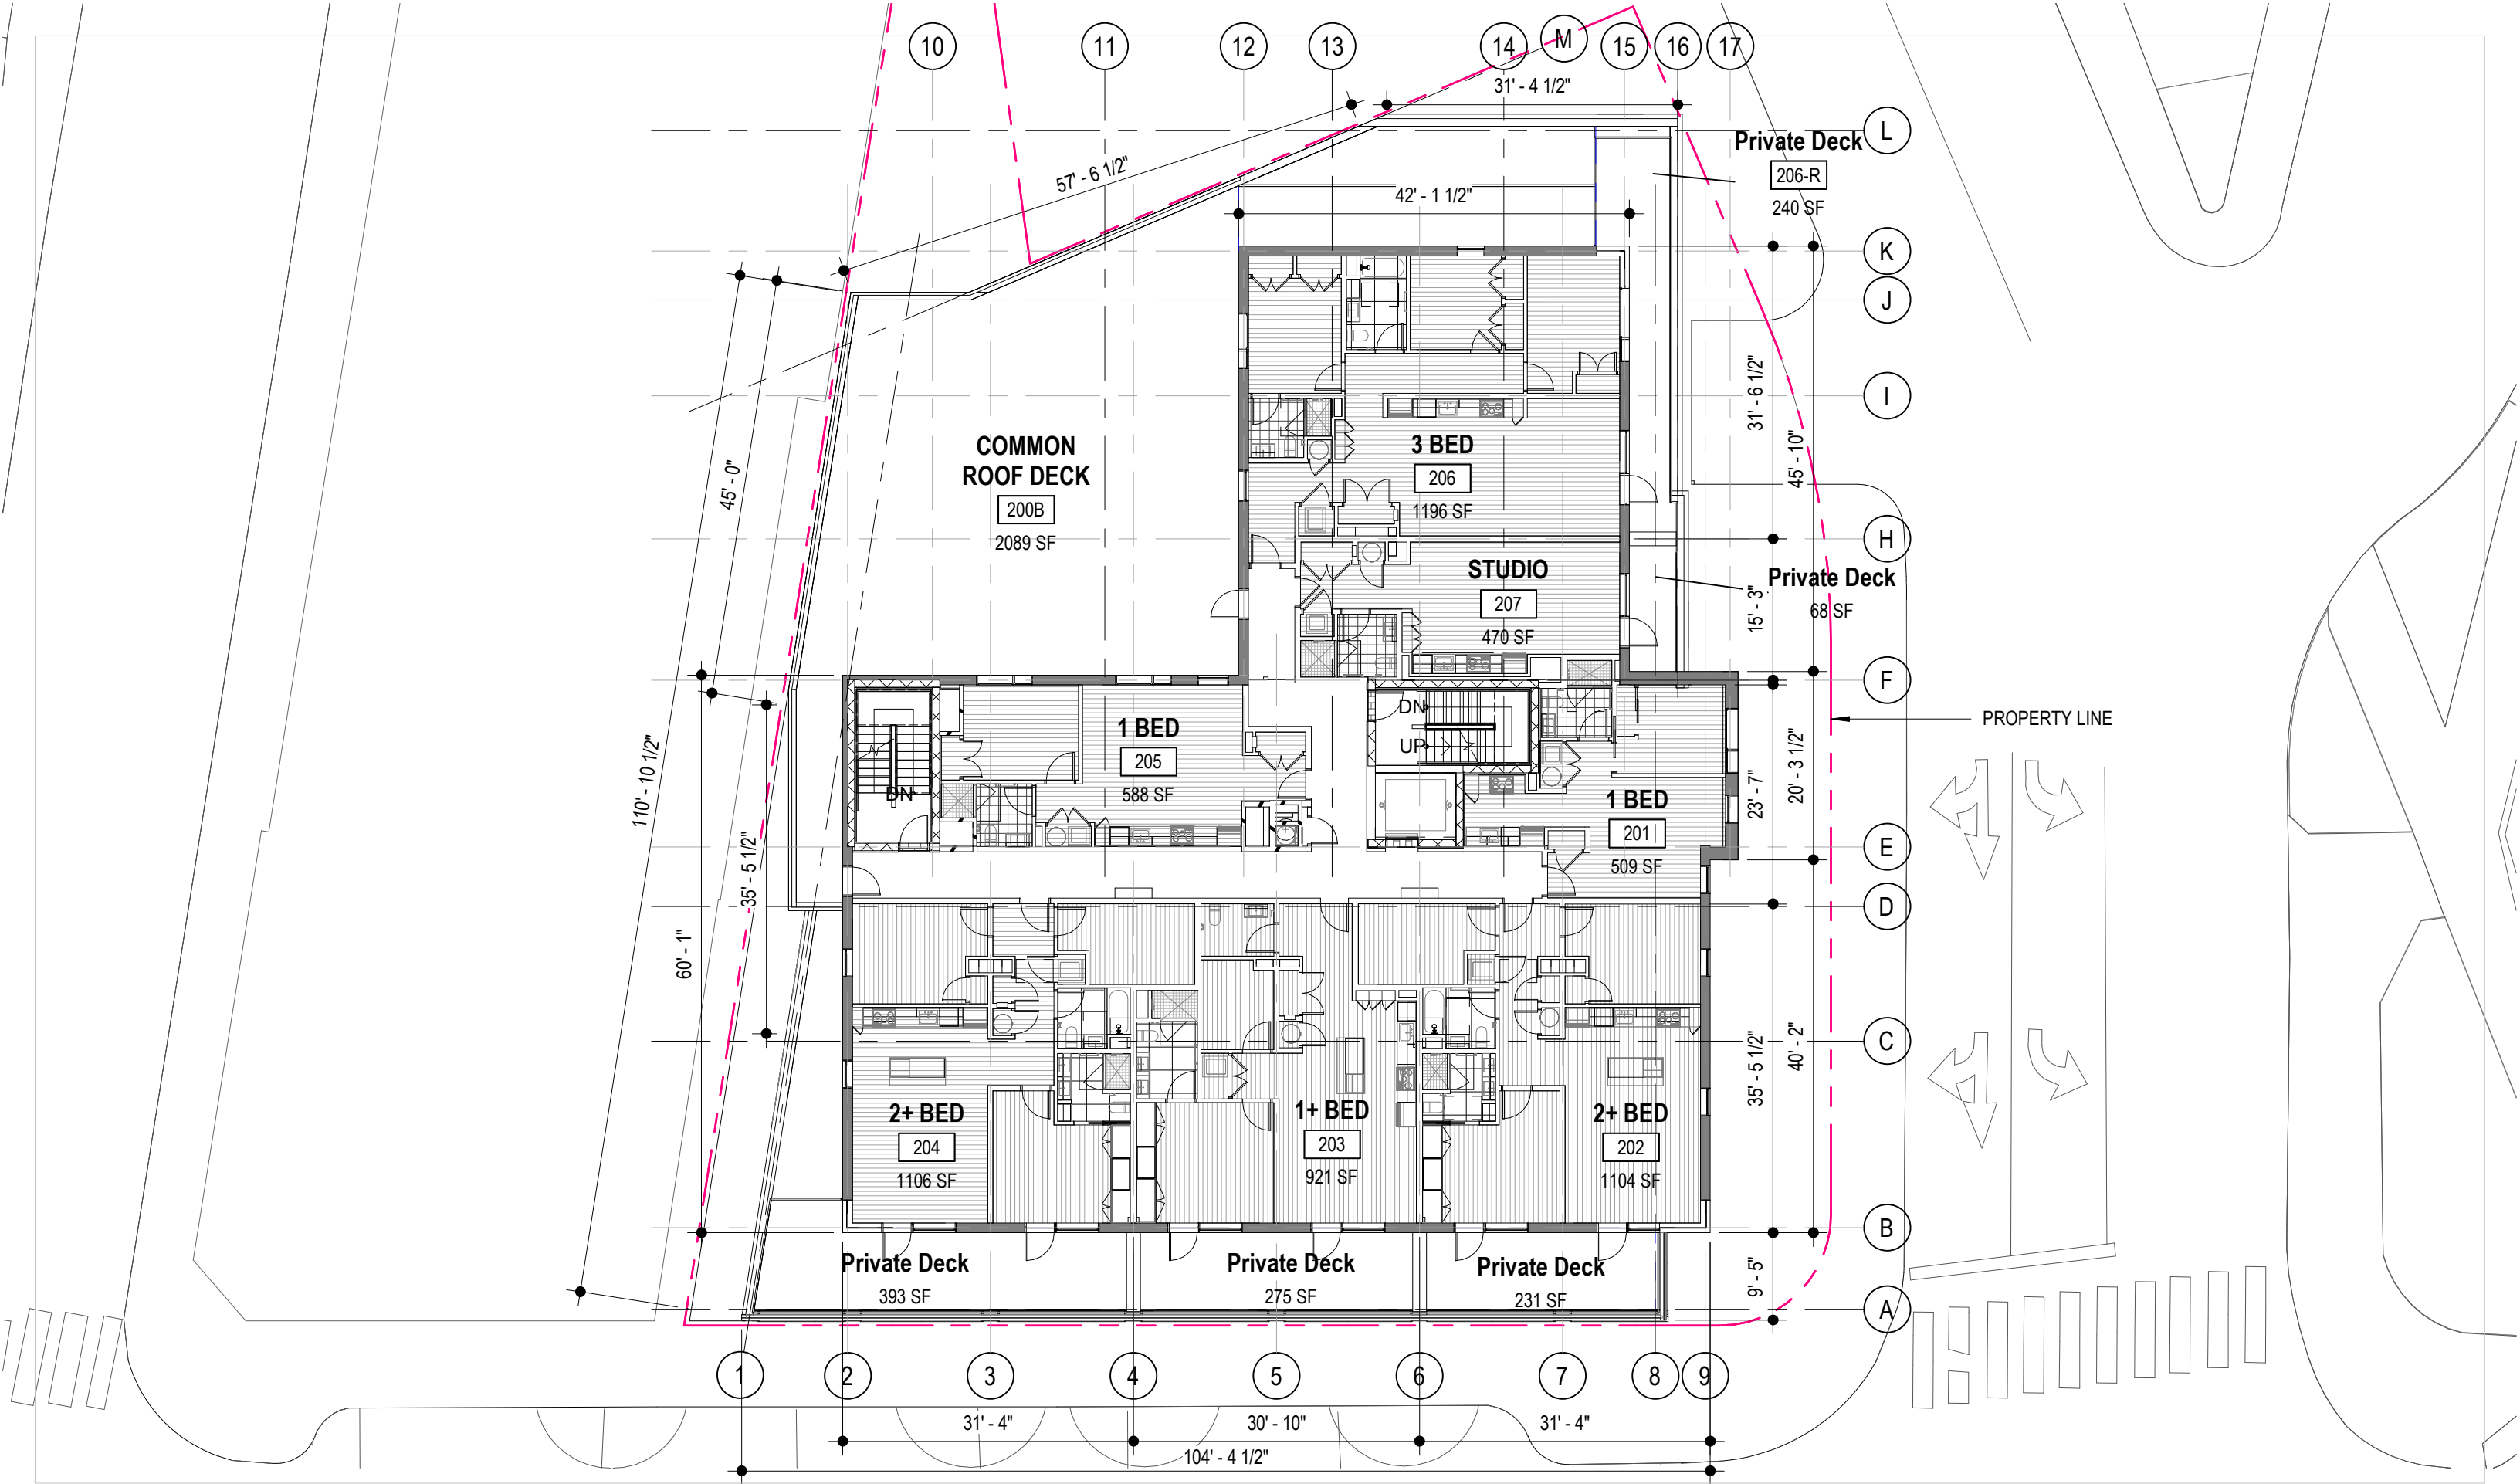 10
11
12
13
14
M
15
16
17
31' - 4 1/2"
L
Private Deck
206-R
240 SF
57' - 6 1/2"
42' - 1 1/2"
K
J
I
31' - 6 1/2"
45' - 10"
COMMON
ROOF DECK
200B
2089 SF
3 BED
206
1196 SF
45' - 0"
H
STUDIO
207
470 SF
Private Deck
68 SF
15' - 3"
F
PROPERTY LINE
DN
UP
1 BED
205
588 SF
DN
110' - 10 1/2"
23' - 7"
20' - 3 1/2"
1 BED
201
509 SF
E
35' - 5 1/2"
D
60' - 1"
C
35' - 5 1/2"
40' - 2"
2+ BED
204
1106 SF
1+ BED
203
921 SF
2+ BED
202
1104 SF
B
Private Deck
393 SF
Private Deck
275 SF
Private Deck
231 SF
9' - 5"
A
1
2
3
4
5
6
7
8
9
31' - 4"
30' - 10"
31' - 4"
104' - 4 1/2"